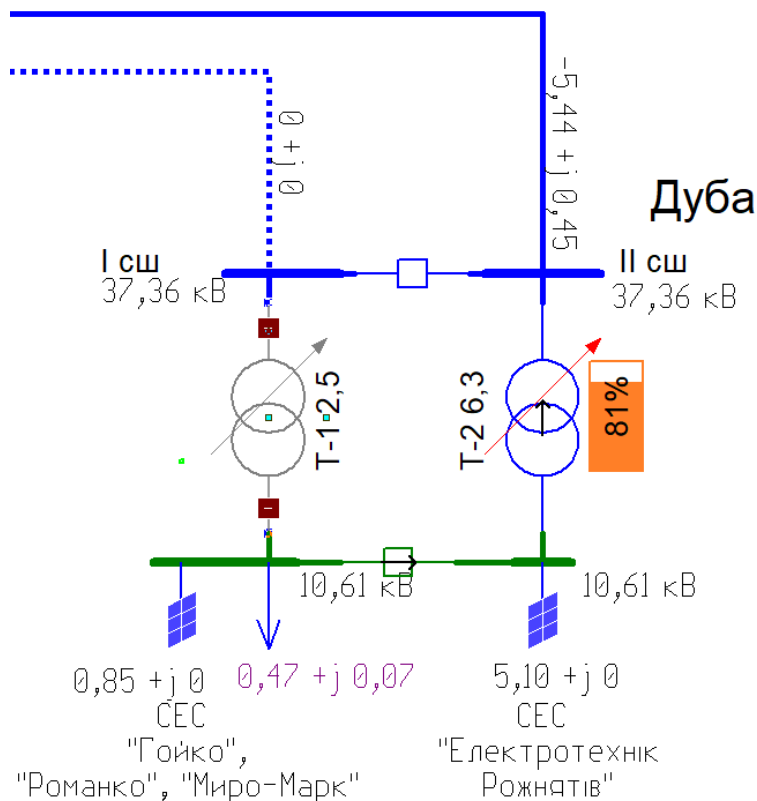 0 +j 0
-5,44 +j 0,45
Дуба
I сш
37,36 кВ
II сш
37,36 кВ
Т-1 2,5
Т-2 6,3
81%
10,61 кВ
10,61 кВ
0,85 +j 0
0,47 +j 0,07
5,10 +j 0
СЕС
"Гойко",
"Романко", "Миро-Марк"
СЕС
"Електротехнік
Рожнятів"